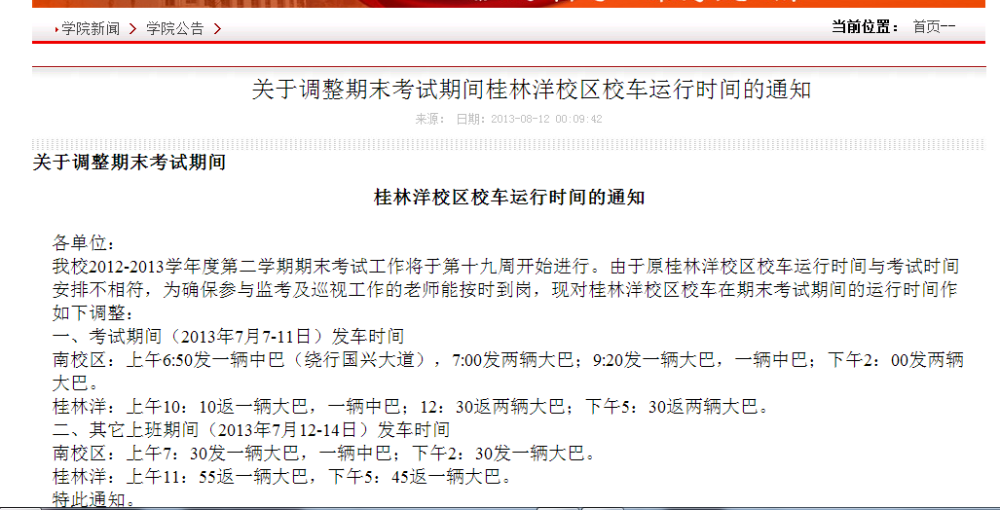 学院新闻 学院公告 当前位置： 首页--
关于调整期末考试期间桂林洋校区校车运行时间的通知
来源： 日期：2013-08-12 00:09:42
关于调整期末考试期间
桂林洋校区校车运行时间的通知
各单位：
我校2012-2013学年度第二学期期末考试工作将于第十九周开始进行。由于原桂林洋校区校车运行时间与考试时间
安排不相符，为确保参与监考及巡视工作的老师能按时到岗，现对桂林洋校区校车在期末考试期间的运行时间作
如下调整：
一、考试期间（2013年7月7-11日）发车时间
南校区：上午6:50发一辆中巴（绕行国兴大道），7:00发两辆大巴；9:20发一辆大巴，一辆中巴；下午2：00发两辆
大巴。
桂林洋：上午10：10返一辆大巴，一辆中巴；12：30返两辆大巴；下午5：30返两辆大巴。
二、其它上班期间（2013年7月12-14日）发车时间
南校区：上午7：30发一辆大巴，一辆中巴；下午2：30发一辆大巴。
桂林洋：上午11：55返一辆大巴，下午5：45返一辆大巴。
特此通知。